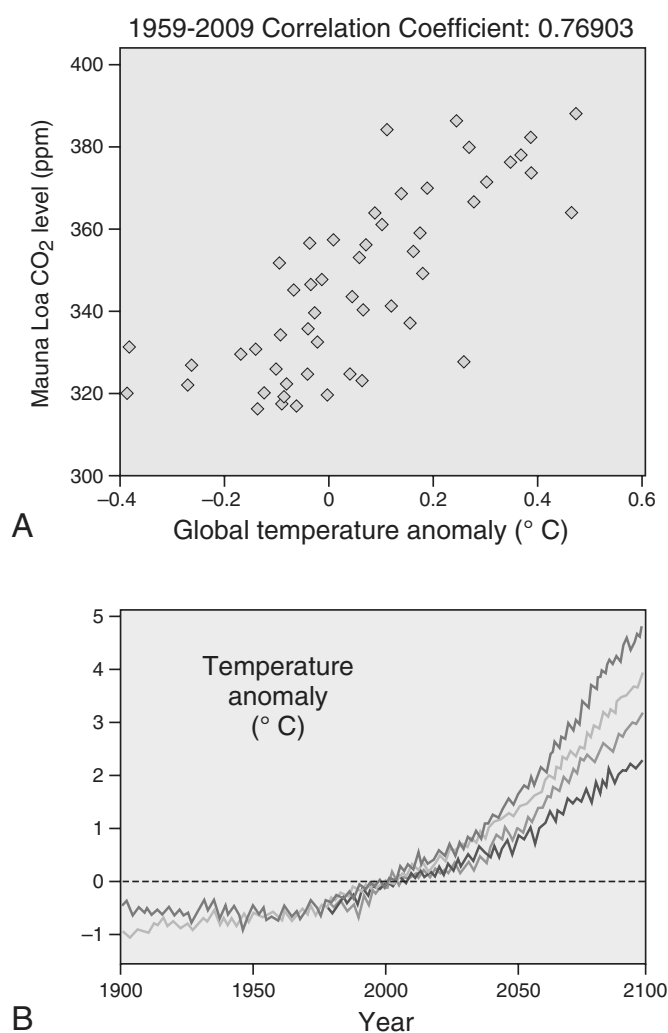 1959-2009 Correlation Coefficient: 0.76903
400
380
360
340
320
300
Mauna Loa CO2 level (ppm)
–0.4
–0.2
0
0.2
0.4
0.6
Global temperature anomaly (° C)
A
5
4
3
2
1
0
–1
Temperature
anomaly
(° C)
1900
1950
2000
2050
2100
Year
B